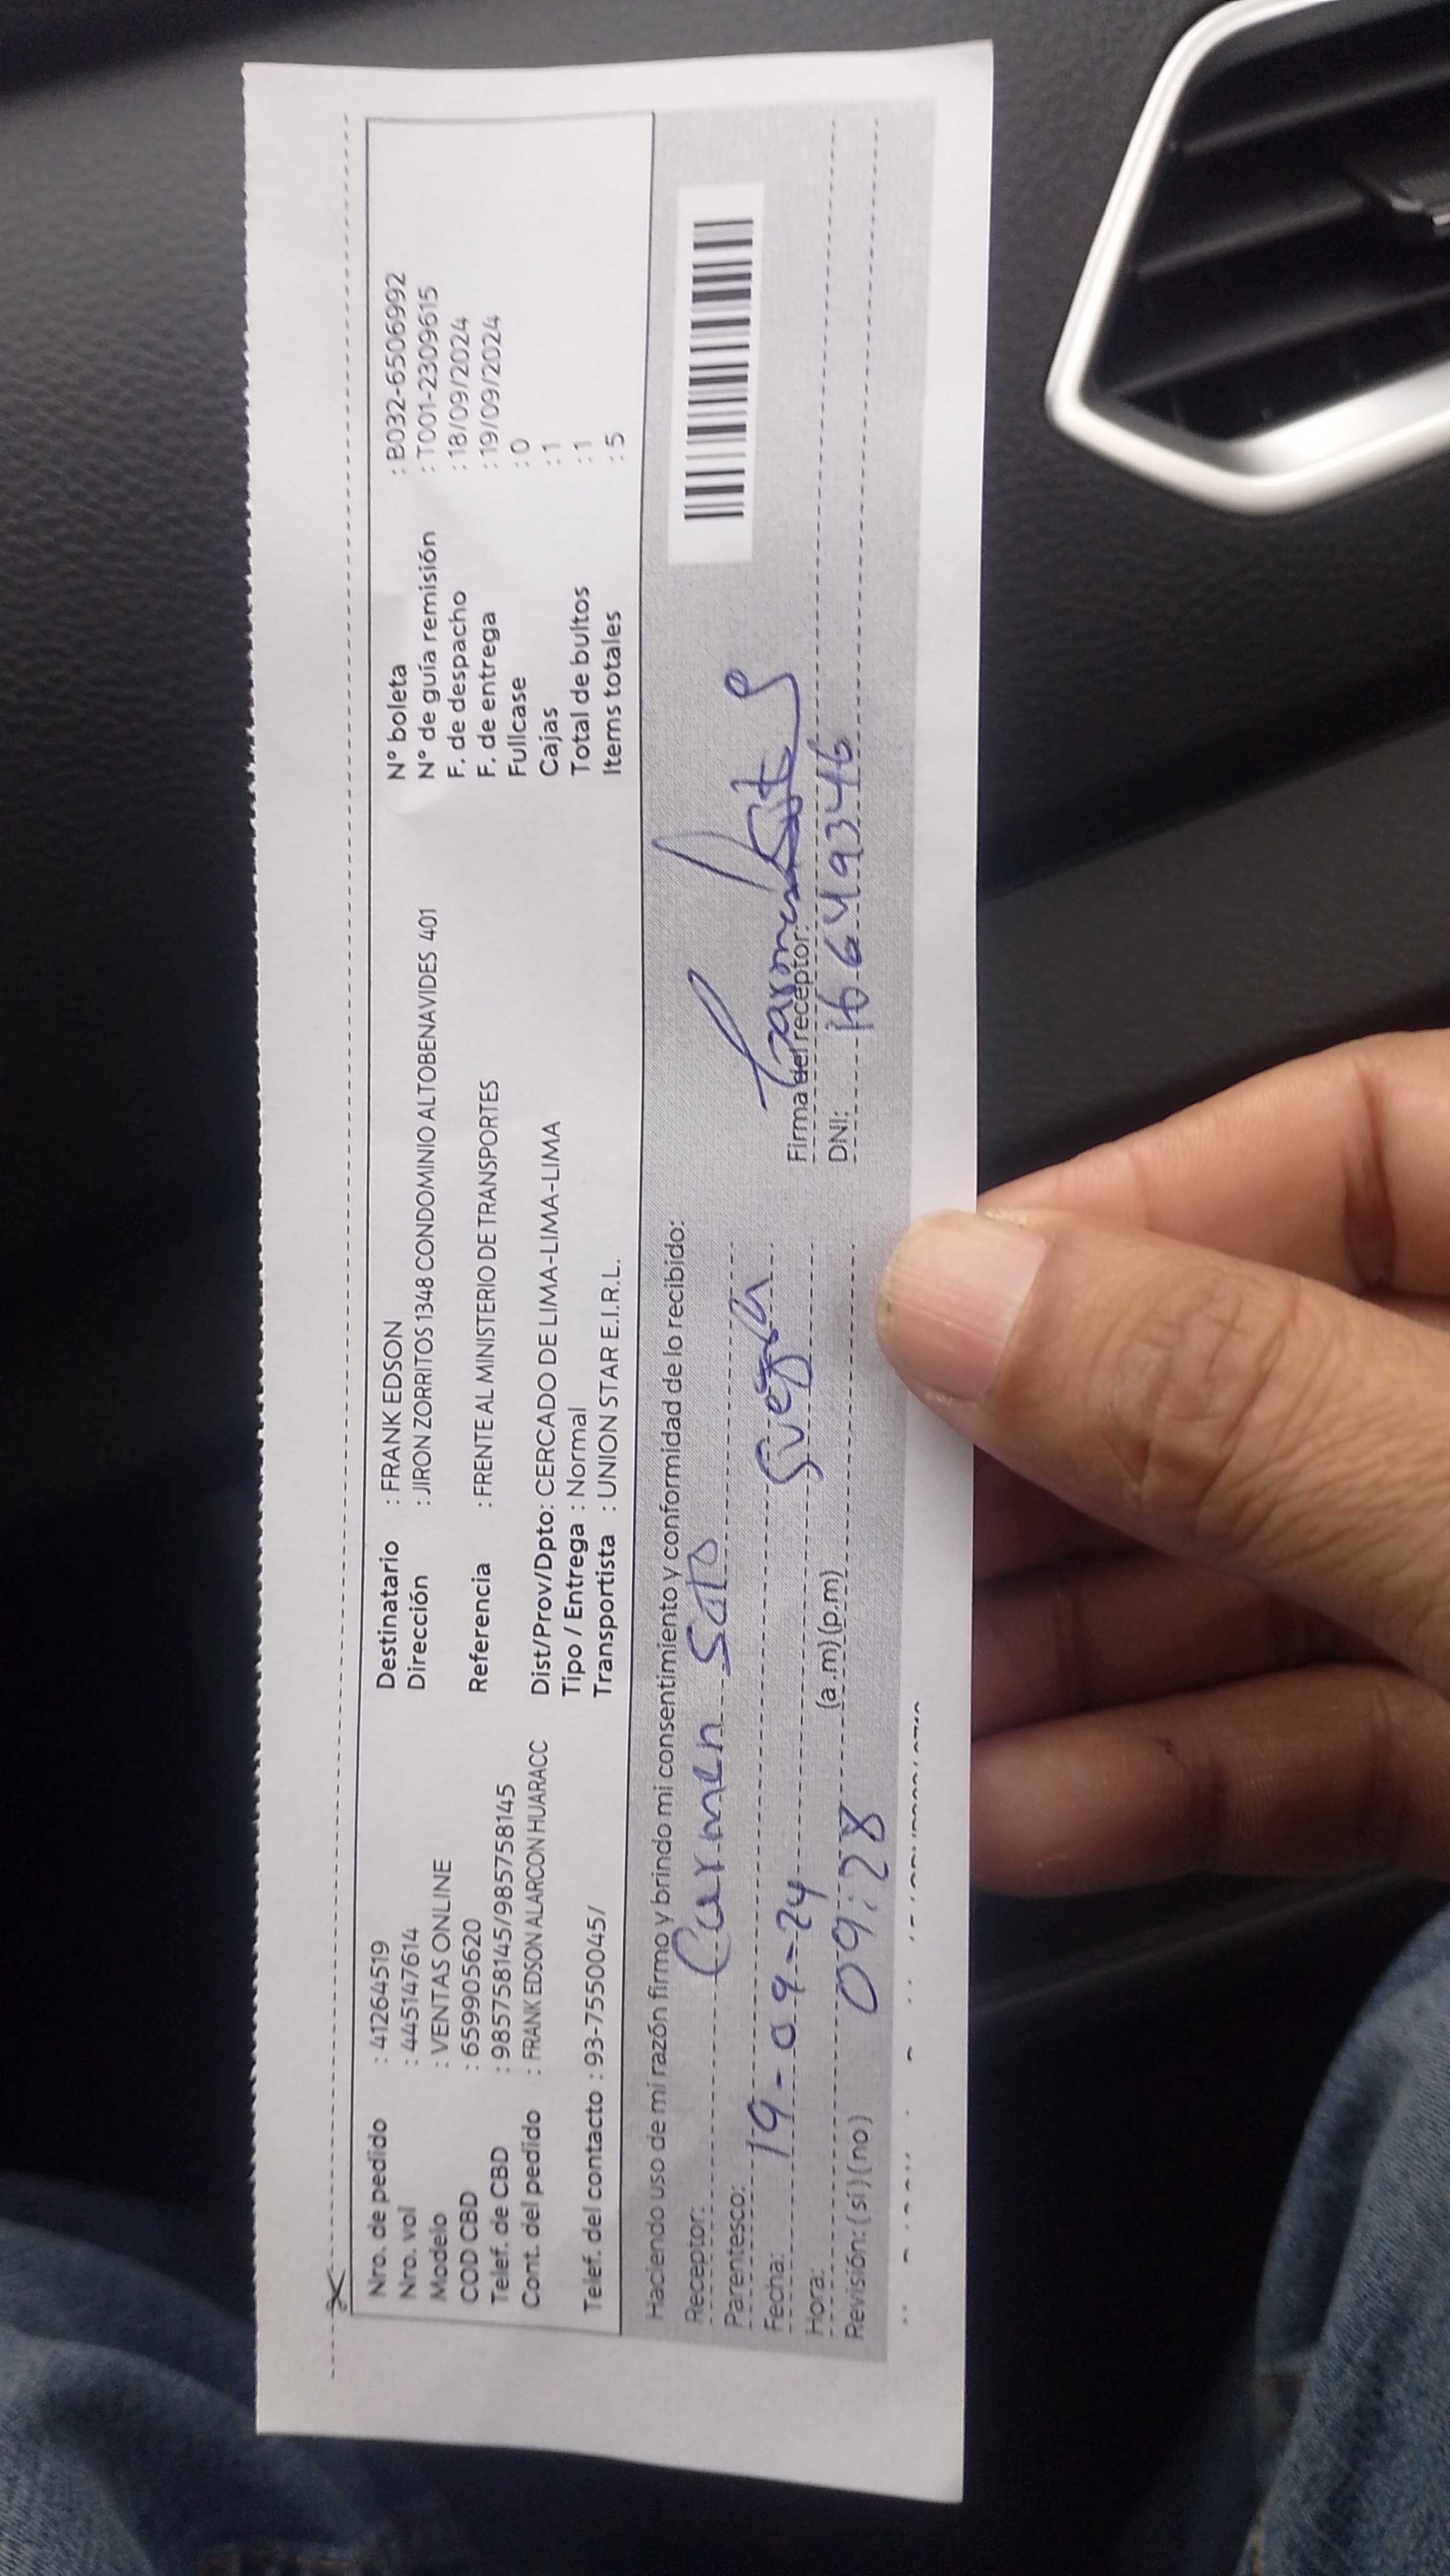 Nro. de pedido : 41264519
Nro. vol : 445147614
Modelo : VENTAS ONLINE
COD CBD : 659905620
Telef. de CBD : 985758145/985758145
Cont. del pedido : FRANK EDSON ALARCON HUARACC
Telef. del contacto : 93-7550045/
Destinatario : FRANK EDSON
Dirección : JIRON ZORRITOS 1348 CONDOMINIO ALTOBENAVIDES 401
Referencia : FRENTE AL MINISTERIO DE TRANSPORTES
Dist/Prov/Dpto: CERCADO DE LIMA-LIMA-LIMA
Tipo / Entrega : Normal
Transportista : UNION STAR E.I.R.L.
N° boleta : B032-6506992
N° de guía remisión : T001-2309615
F. de despacho : 18/09/2024
F. de entrega : 19/09/2024
Fullcase : 0
Cajas : 1
Total de bultos : 1
Items totales : 5
Haciendo uso de mi razón firmo y brindo mi consentimiento y conformidad de lo recibido:
Receptor: Carmen Soto
Parentesco: Suegra
Fecha: 19-09-24
Hora: 09:28 (a.m) (p.m)
Revisión: (si) (no)
Firma del receptor:
DNI: 16649346